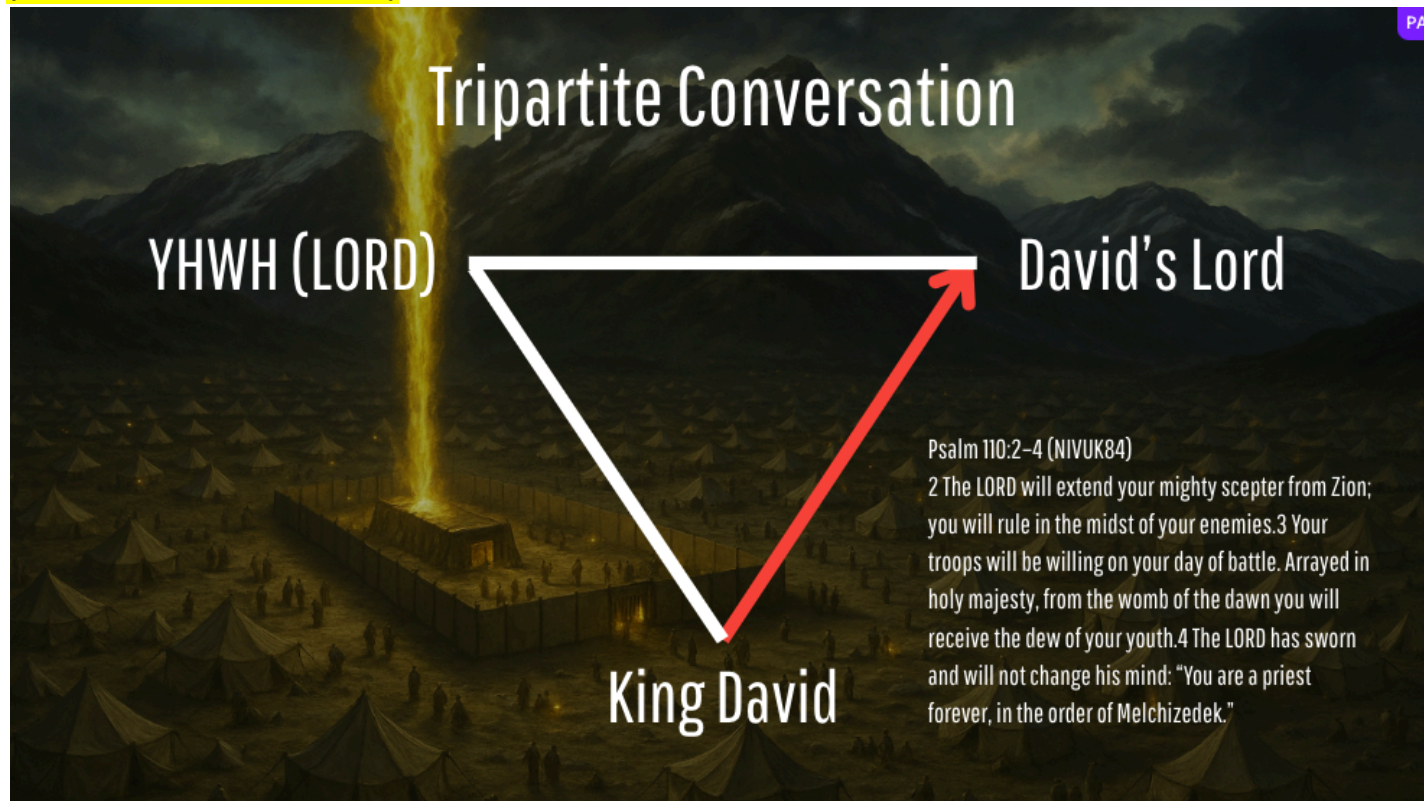 PA
Tripartite Conversation
YHWH (LORD)
David's Lord
Psalm 110:2–4 (NIVUK84)
2 The LORD will extend your mighty scepter from Zion;
you will rule in the midst of your enemies.3 Your
troops will be willing on your day of battle. Arrayed in
holy majesty, from the womb of the dawn you will
receive the dew of your youth.4 The LORD has sworn
and will not change his mind: “You are a priest
forever, in the order of Melchizedek.”
King David